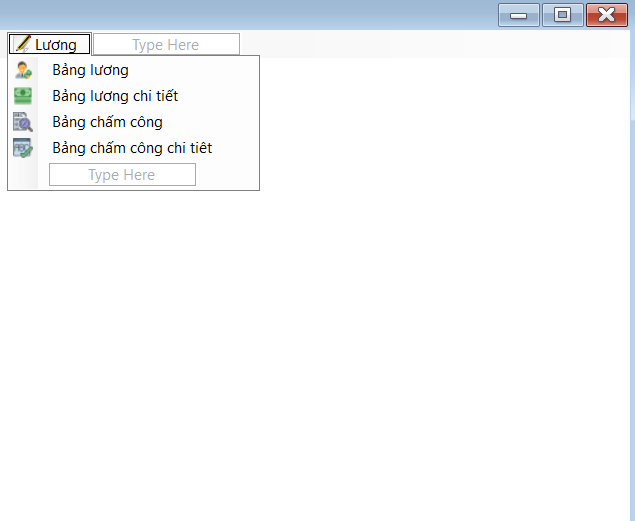 Lương Type Here
Bảng lương
Bảng lương chi tiết
Bảng chấm công
Bảng chấm công chi tiêt
Type Here